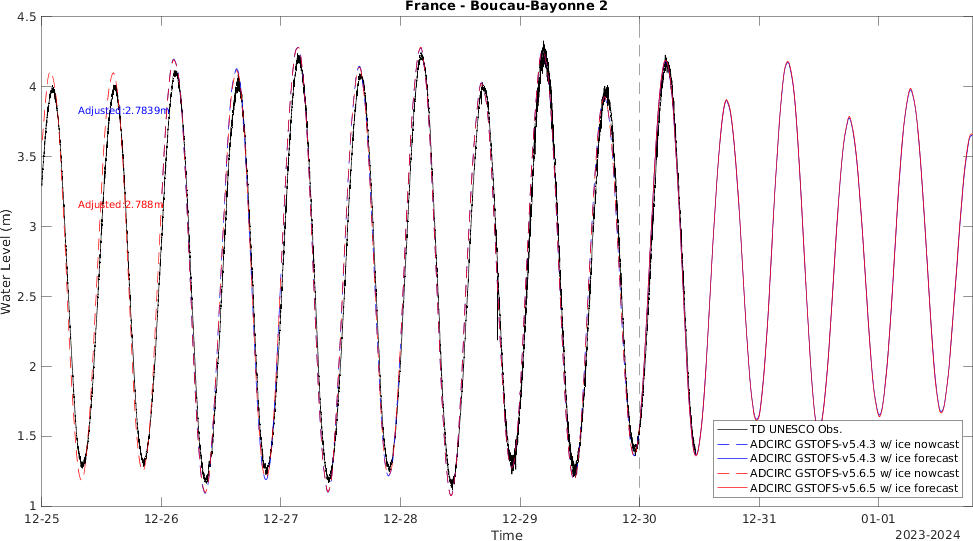 France - Boucau-Bayonne 2
Water Level (m)
4.5
4
3.5
3
2.5
2
1.5
1
Adjusted:2.7839m
Adjusted:2.788m
TD UNESCO Obs.
ADCIRC GSTOFS-v5.4.3 w/ ice nowcast
ADCIRC GSTOFS-v5.4.3 w/ ice forecast
ADCIRC GSTOFS-v5.6.5 w/ ice nowcast
ADCIRC GSTOFS-v5.6.5 w/ ice forecast
12-25 12-26 12-27 12-28 12-29 12-30 12-31 01-01
Time
2023-2024